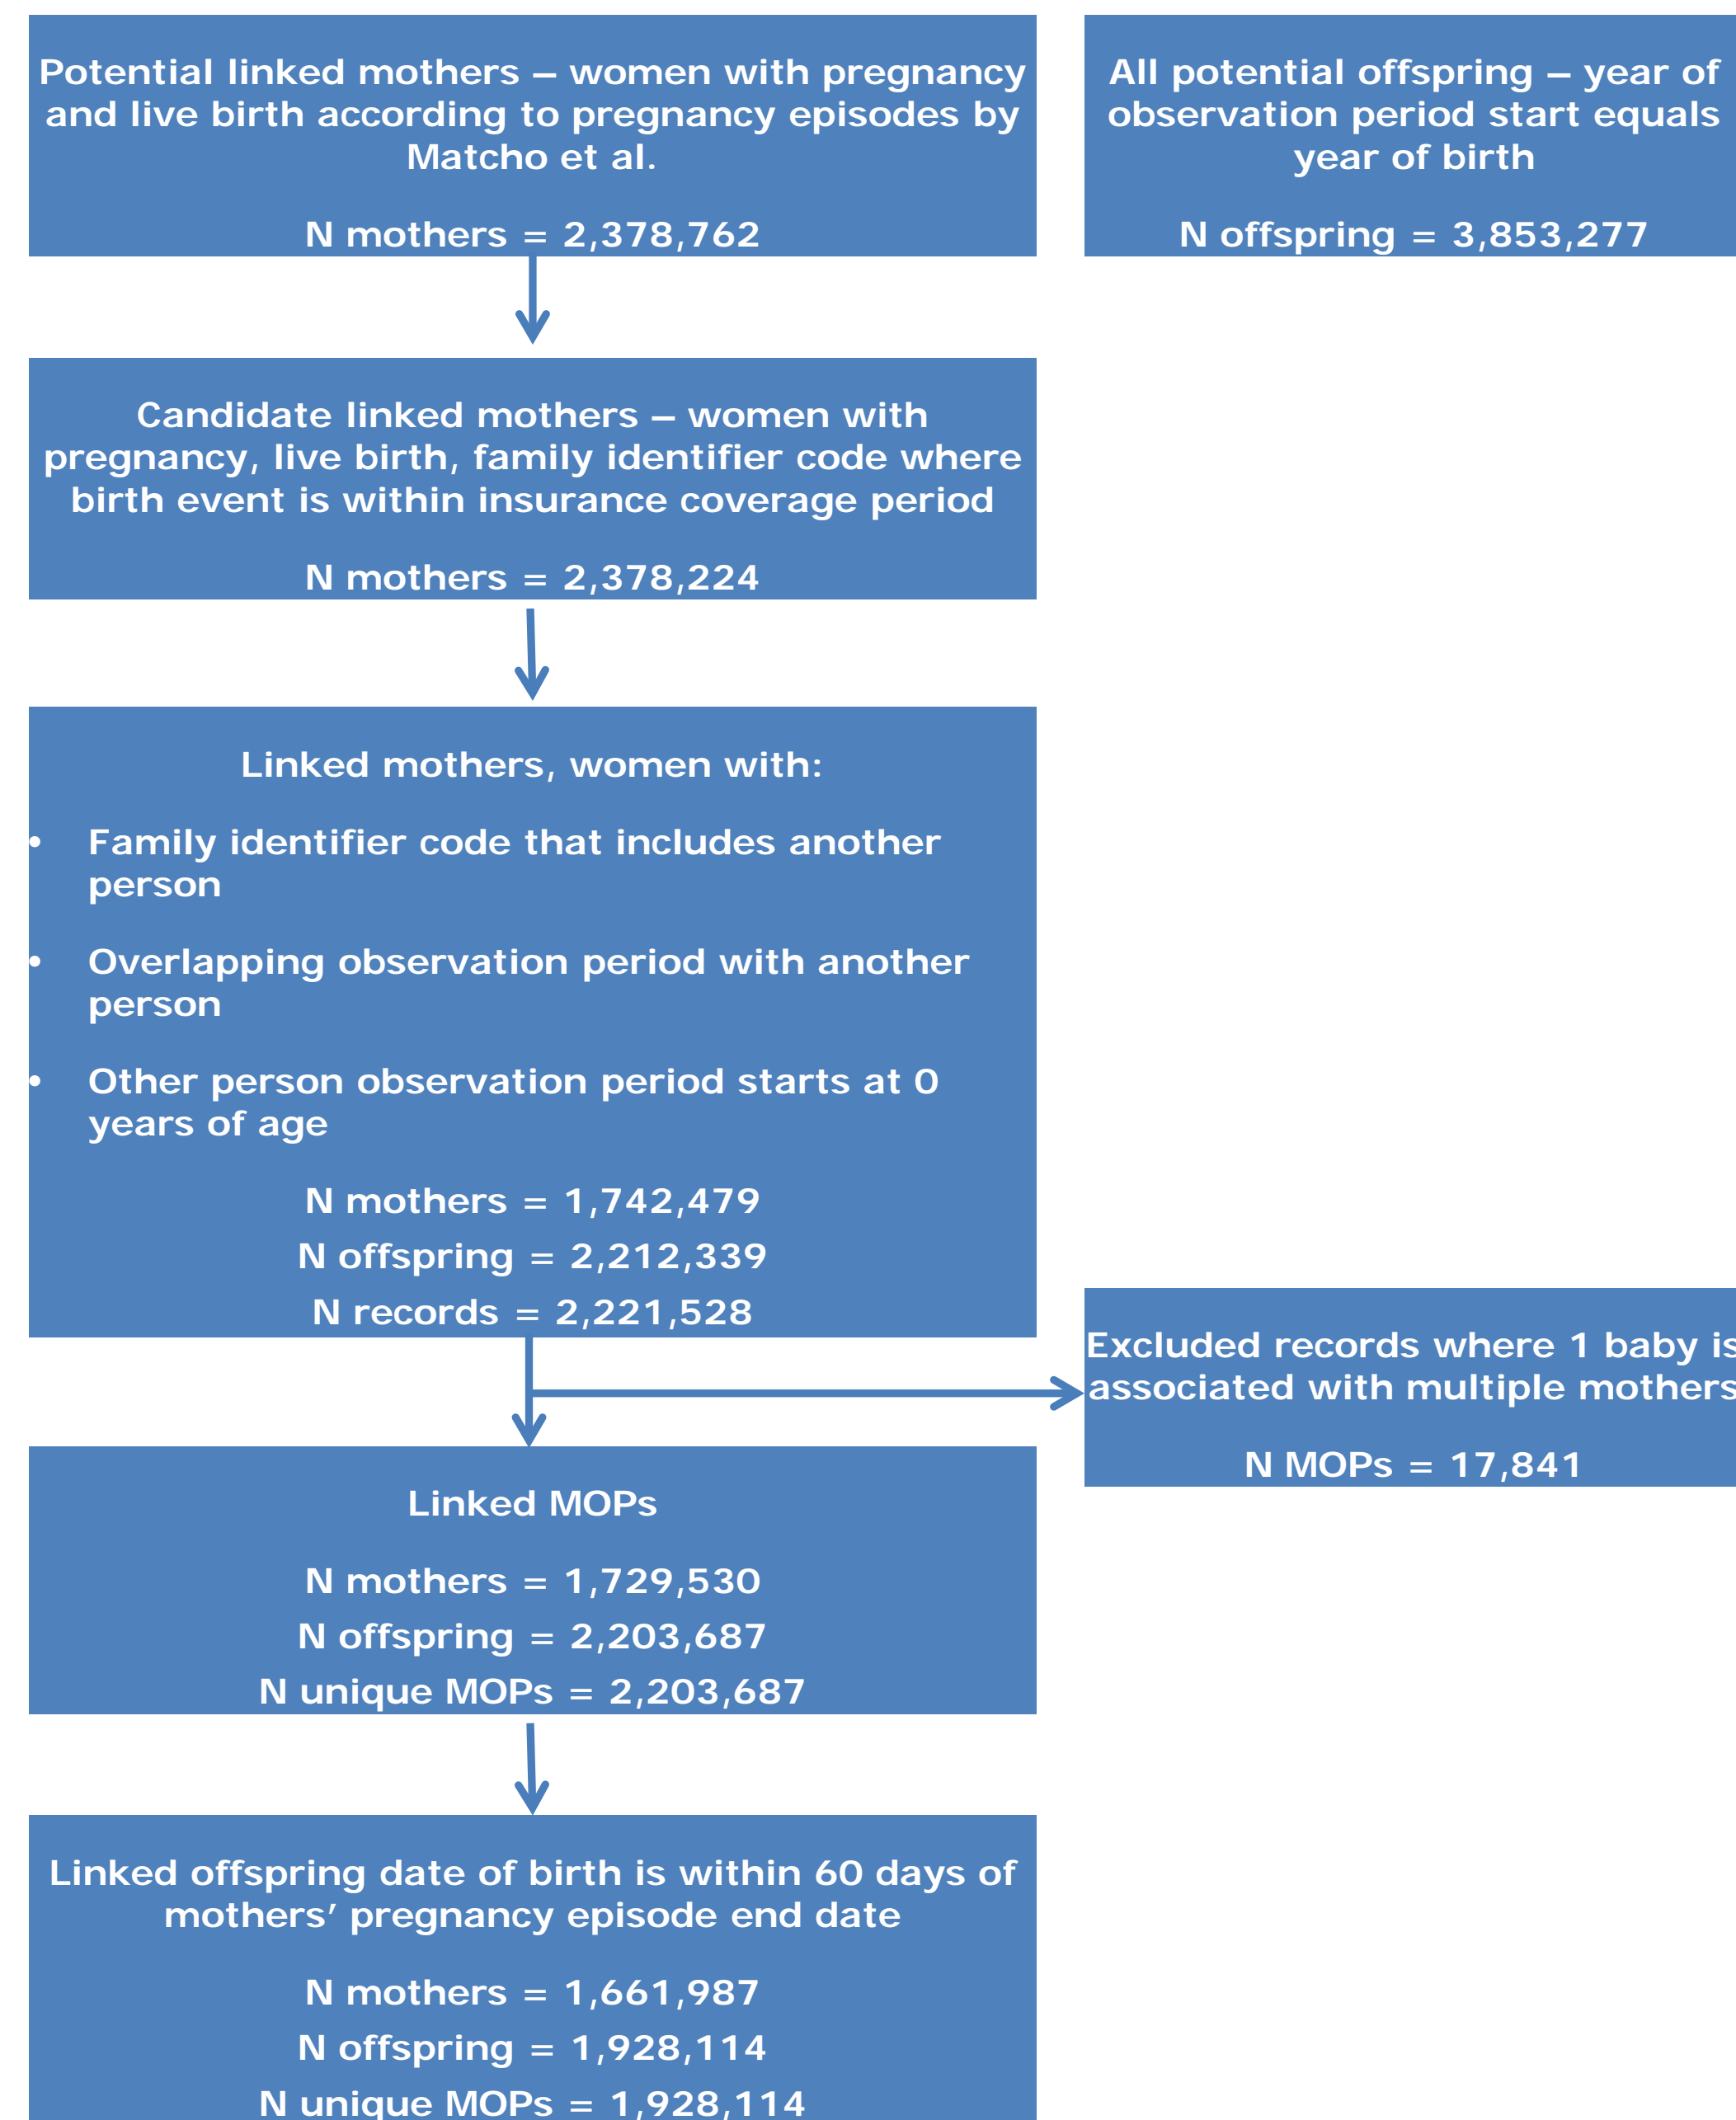 Potential linked mothers – women with pregnancy
and live birth according to pregnancy episodes by
Matcho et al.
N mothers = 2,378,762
All potential offspring – year of
observation period start equals
year of birth
N offspring = 3,853,277
Candidate linked mothers – women with
pregnancy, live birth, family identifier code where
birth event is within insurance coverage period
N mothers = 2,378,224
Linked mothers, women with:
• Family identifier code that includes another
person
• Overlapping observation period with another
person
• Other person observation period starts at 0
years of age
N mothers = 1,742,479
N offspring = 2,212,339
N records = 2,221,528
Excluded records where 1 baby is
associated with multiple mothers
N MOPs = 17,841
Linked MOPs
N mothers = 1,729,530
N offspring = 2,203,687
N unique MOPs = 2,203,687
Linked offspring date of birth is within 60 days of
mothers’ pregnancy episode end date
N mothers = 1,661,987
N offspring = 1,928,114
N unique MOPs = 1,928,114